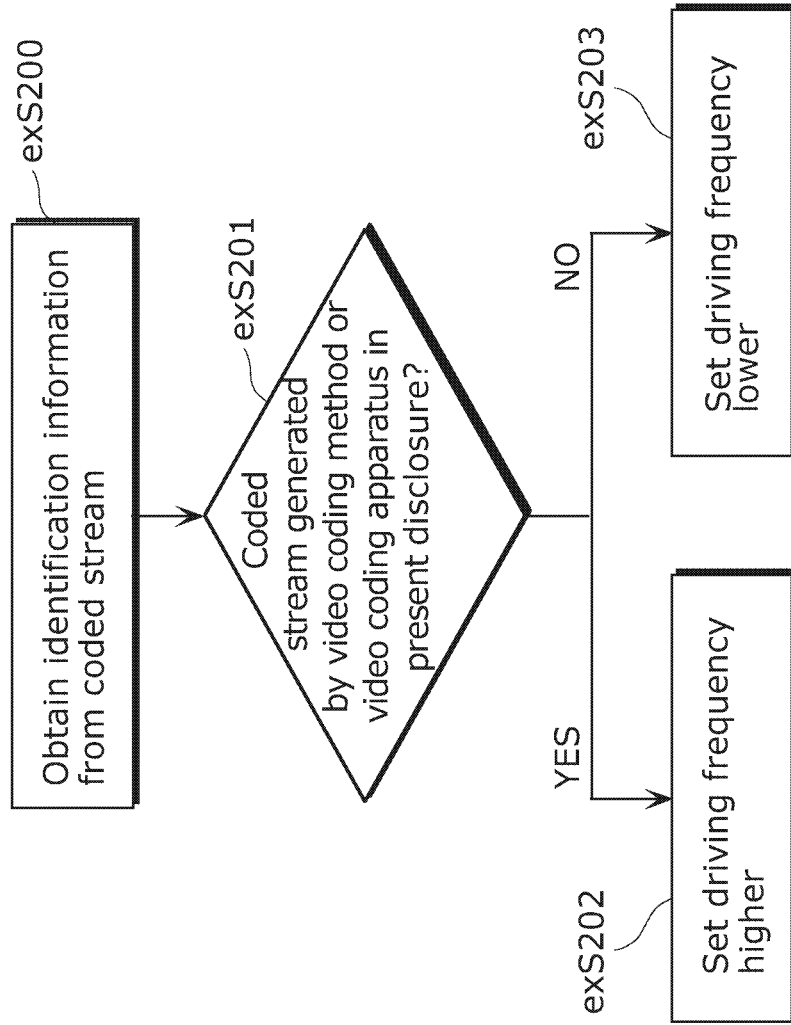 exS200
Obtain identification information
from coded stream
exS201
Coded
stream generated
by video coding method or
video coding apparatus in
present disclosure?
YES
NO
exS202
Set driving frequency
higher
exS203
Set driving frequency
lower